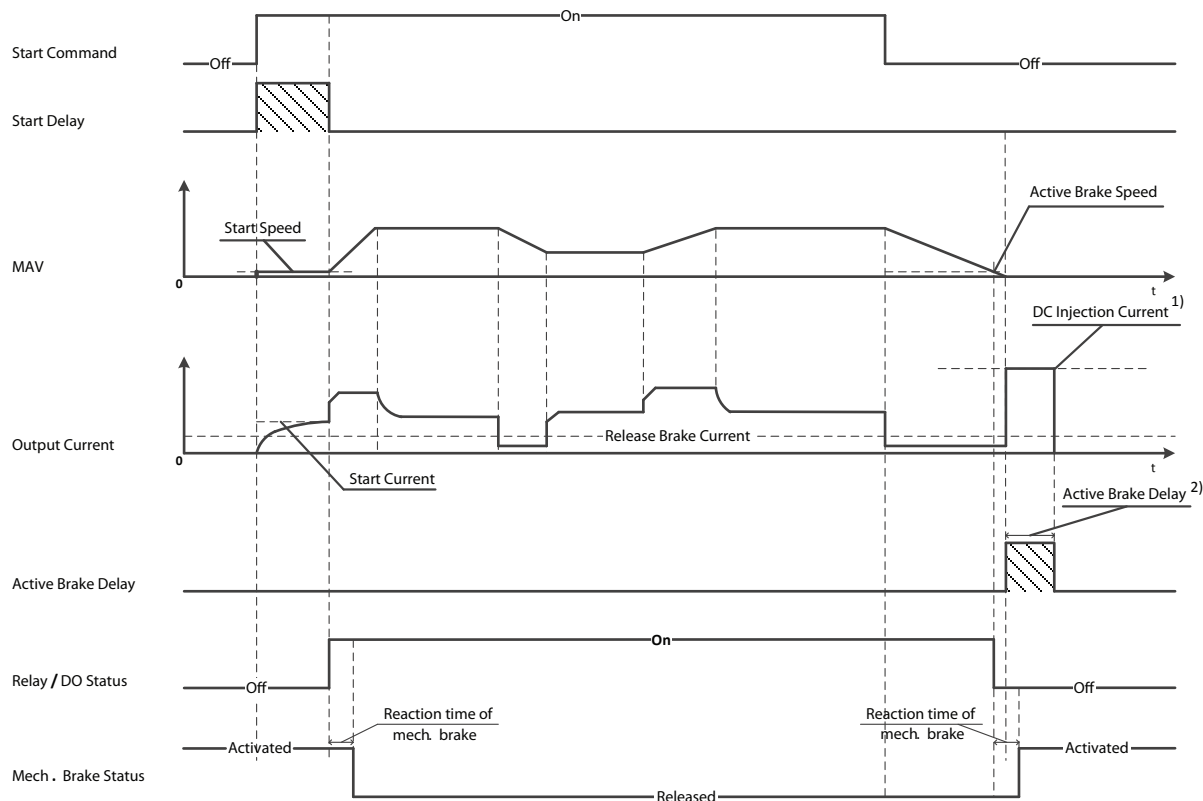 On
Start Command
Off
Off
Start Delay
Active Brake Speed
Start Speed
MAV
0
t
DC Injection Current 1)
Output Current
Release Brake Current
0
t
Start Current
Active Brake Delay 2)
Active Brake Delay
On
Relay / DO Status
Off
Off
Reaction time of
mech. brake
Reaction time of
mech. brake
Activated
Activated
Mech . Brake Status
Released